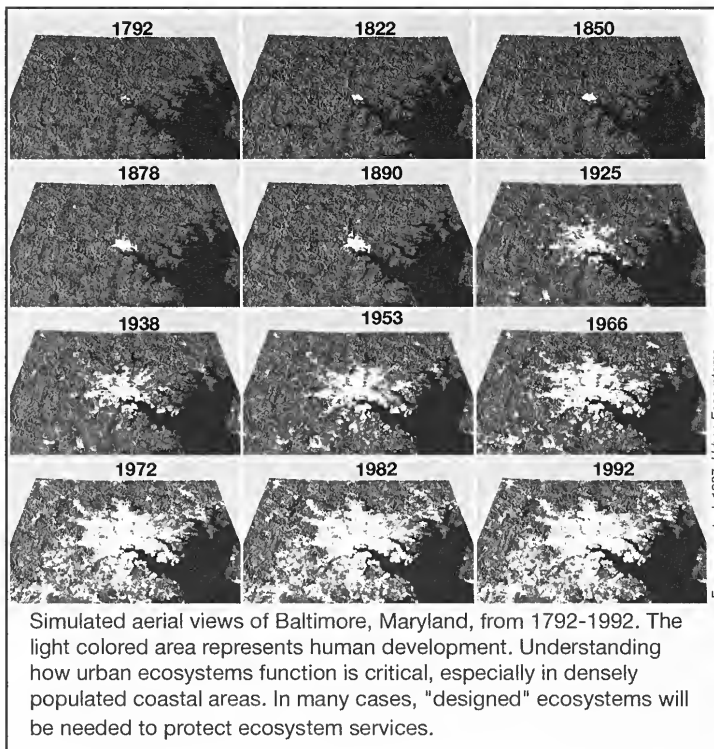 1792 1822 1850
1878 1890 1925
1938 1953 1966
1972 1982 1992
Simulated aerial views of Baltimore, Maryland, from 1792-1992. The
light colored area represents human development. Understanding
how urban ecosystems function is critical, especially in densely
populated coastal areas. In many cases, "designed" ecosystems will
be needed to protect ecosystem services.